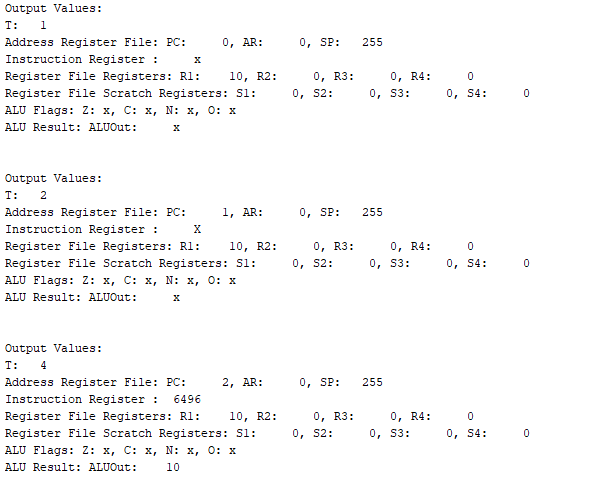 Output Values:
T:   1
Address Register File: PC:     0, AR:     0, SP:   255
Instruction Register :     x
Register File Registers: R1:    10, R2:     0, R3:     0, R4:     0
Register File Scratch Registers: S1:     0, S2:     0, S3:     0, S4:     0
ALU Flags: Z: x, C: x, N: x, O: x
ALU Result: ALUOut:     x
Output Values:
T:   2
Address Register File: PC:     1, AR:     0, SP:   255
Instruction Register :     X
Register File Registers: R1:    10, R2:     0, R3:     0, R4:     0
Register File Scratch Registers: S1:     0, S2:     0, S3:     0, S4:     0
ALU Flags: Z: x, C: x, N: x, O: x
ALU Result: ALUOut:     x
Output Values:
T:   4
Address Register File: PC:     2, AR:     0, SP:   255
Instruction Register :  6496
Register File Registers: R1:    10, R2:     0, R3:     0, R4:     0
Register File Scratch Registers: S1:     0, S2:     0, S3:     0, S4:     0
ALU Flags: Z: x, C: x, N: x, O: x
ALU Result: ALUOut:    10